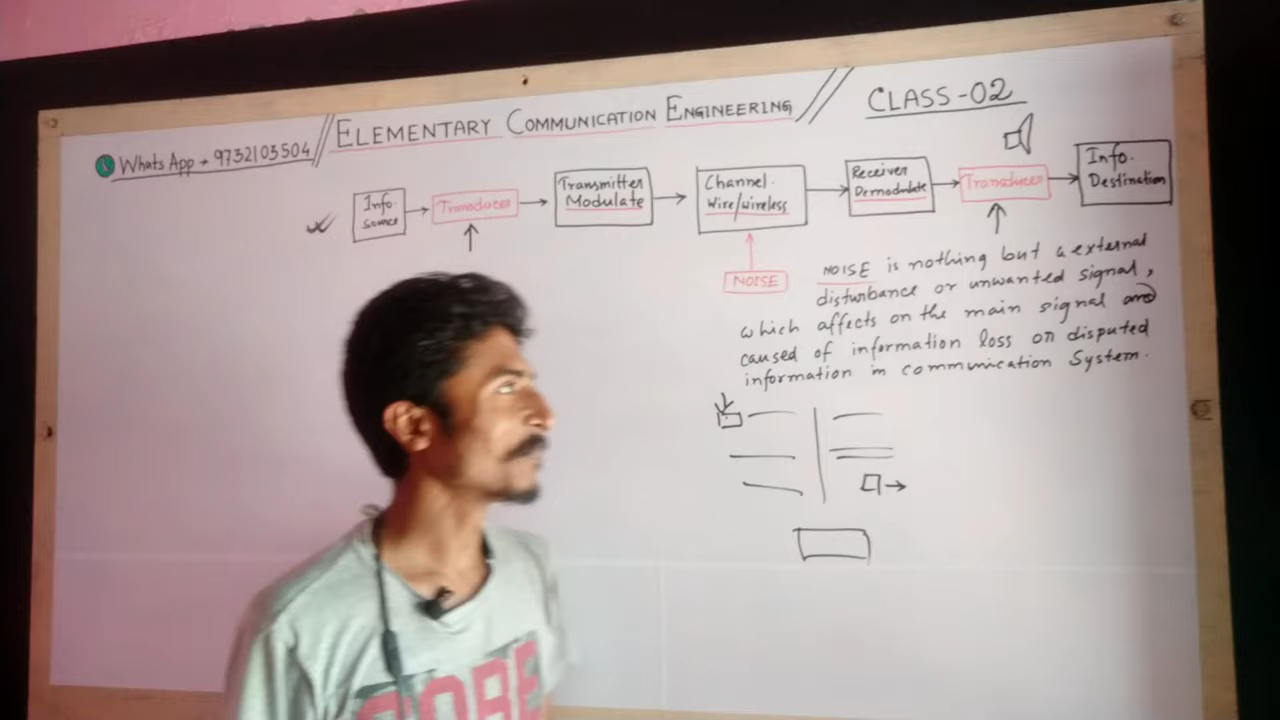 WhatsApp → 9732103504 // ELEMENTARY COMMUNICATION ENGINEERING // CLASS-02
Info. source
Transducer
Transmitter
Modulate
Channel.
Wire/wireless
Receiver
Demodulate
Transducer
Info.
Destination
NOISE
NOISE is nothing but a external
disturbance or unwanted signal,
which affects on the main signal and
caused of information loss or disputed
information in communication System.